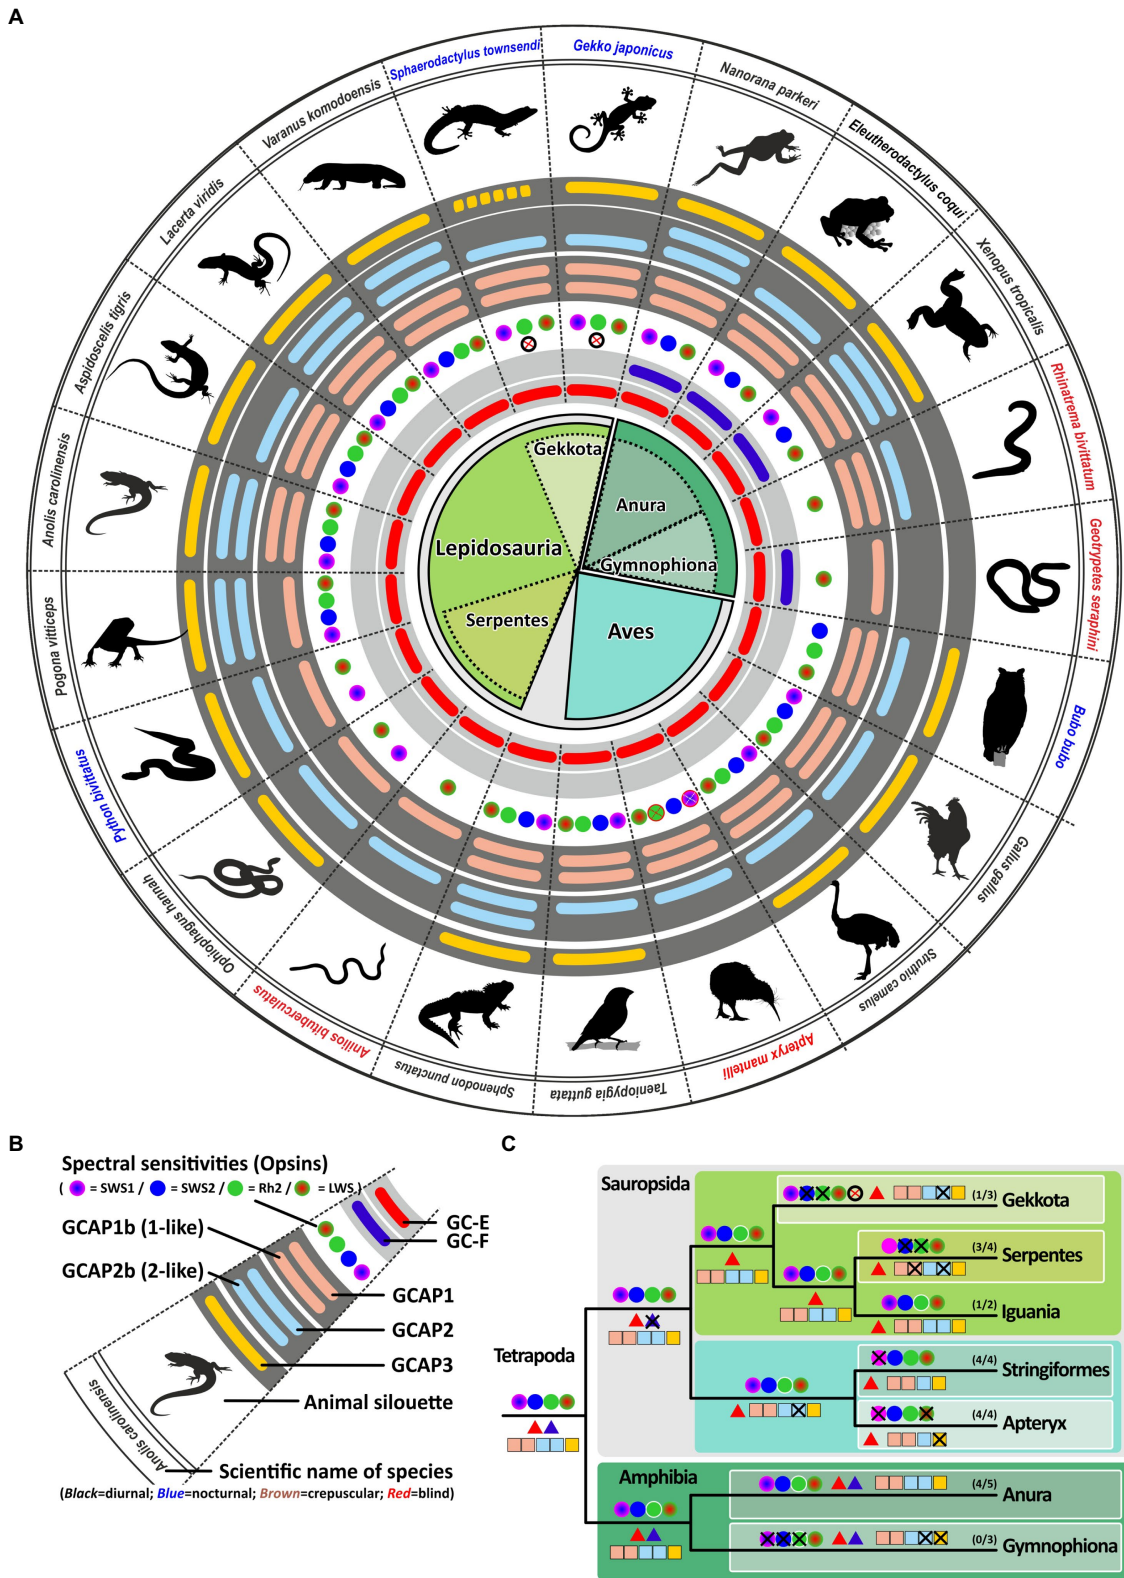 A
Sphaerodactylus townsendi
Gekko japonicus
Nanorana parkeri
Eleutherodactylus coqui
Xenopus tropicalis
Rhinatrema bivittatum
Geotrypetes seraphini
Bubo bubo
Gallus gallus
Struthio camelus
Apteryx mantelli
Taeniopygia guttata
Sphenodon punctatus
Anilios bituberculatus
Ophiophagus hannah
Python bivittatus
Pogona vitticeps
Anolis carolinensis
Aspidoscelis tigris
Lacerta viridis
Varanus komodoensis
Gekkota
Anura
Lepidosauria
Gymnophiona
Serpentes
Aves
B
Spectral sensitivities (Opsins)
( = SWS1 / = SWS2 / = Rh2 / = LWS)
GCAP1b (1-like)
GCAP2b (2-like)
GC-E
GC-F
GCAP1
GCAP2
GCAP3
Animal silouette
Anolis carolinensis
Scientific name of species
(Black=diurnal; Blue=nocturnal; Brown=crepuscular; Red=blind)
C
Sauropsida
(1/3)
Gekkota
(3/4)
Serpentes
(1/2)
Iguania
Tetrapoda
(4/4)
Stringiformes
(4/4)
Apteryx
Amphibia
(4/5)
Anura
(0/3)
Gymnophiona